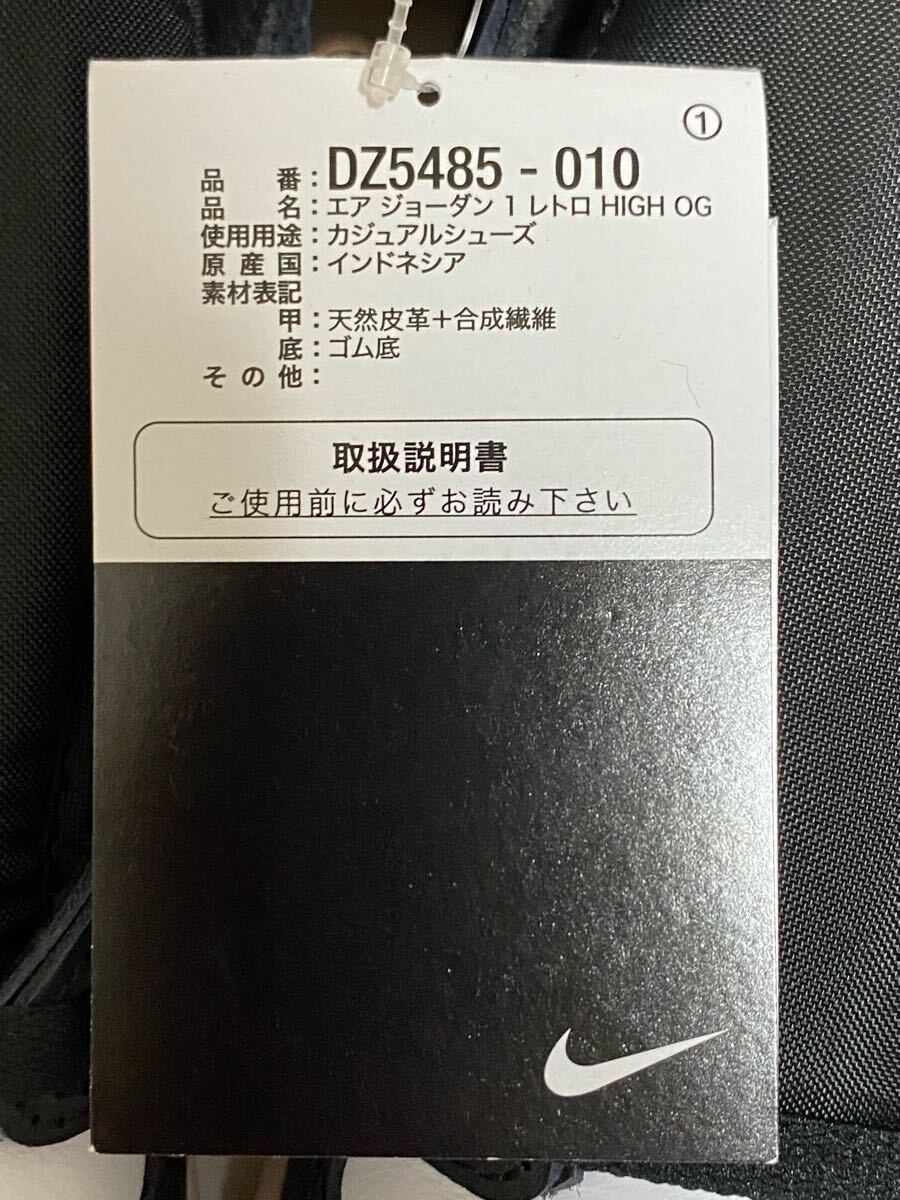 ①
品番：DZ5485 - 010
品名：エア ジョーダン 1 レトロ HIGH OG
使用用途：カジュアルシューズ
原産国：インドネシア
素材表記
甲：天然皮革＋合成繊維
底：ゴム底
その他：
取扱説明書
ご使用前に必ずお読み下さい